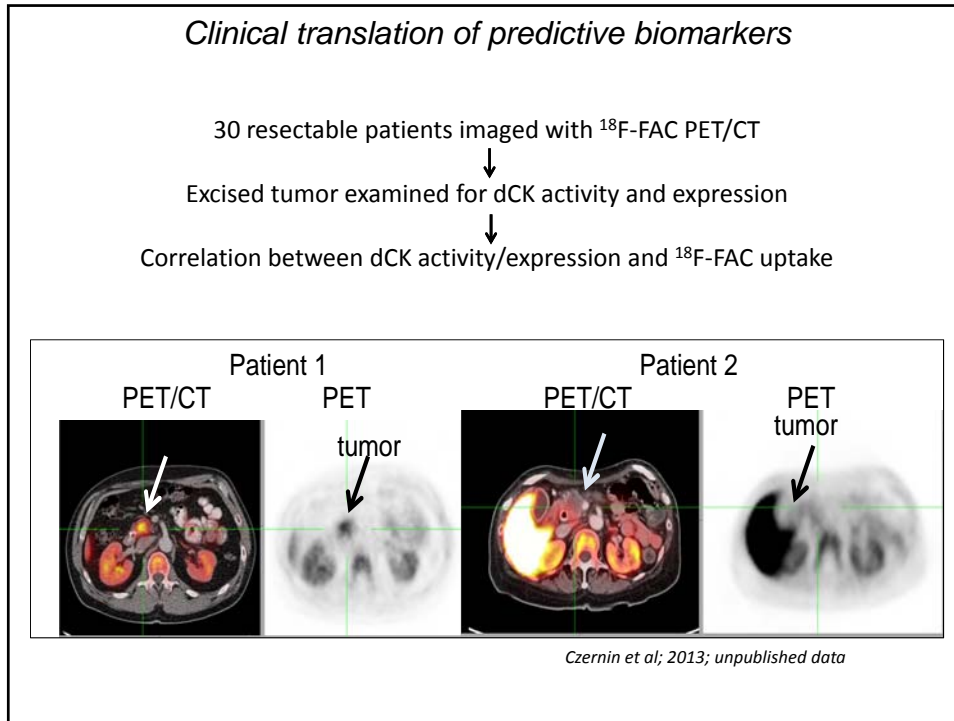 Clinical translation of predictive biomarkers
30 resectable patients imaged with ¹⁸F-FAC PET/CT
Excised tumor examined for dCK activity and expression
Correlation between dCK activity/expression and ¹⁸F-FAC uptake
Patient 1
PET/CT PET
tumor
Patient 2
PET/CT PET
tumor
Czernin et al; 2013; unpublished data